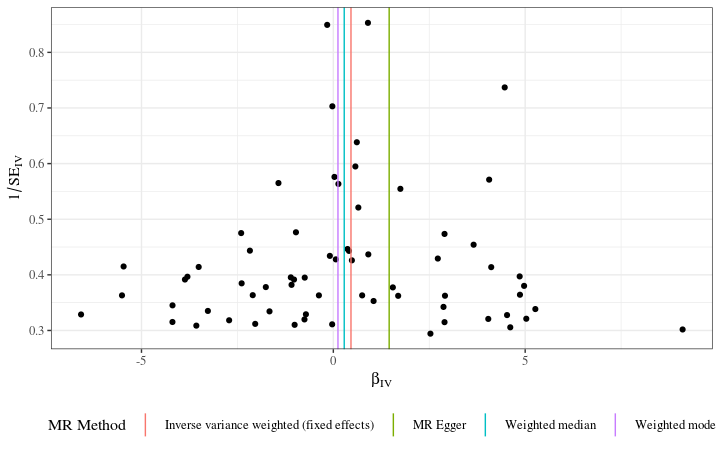 0.8
0.7
0.6
0.5
0.4
0.3
1/SE_IV
-5 0 5
β_IV
MR Method Inverse variance weighted (fixed effects) MR Egger Weighted median Weighted mode